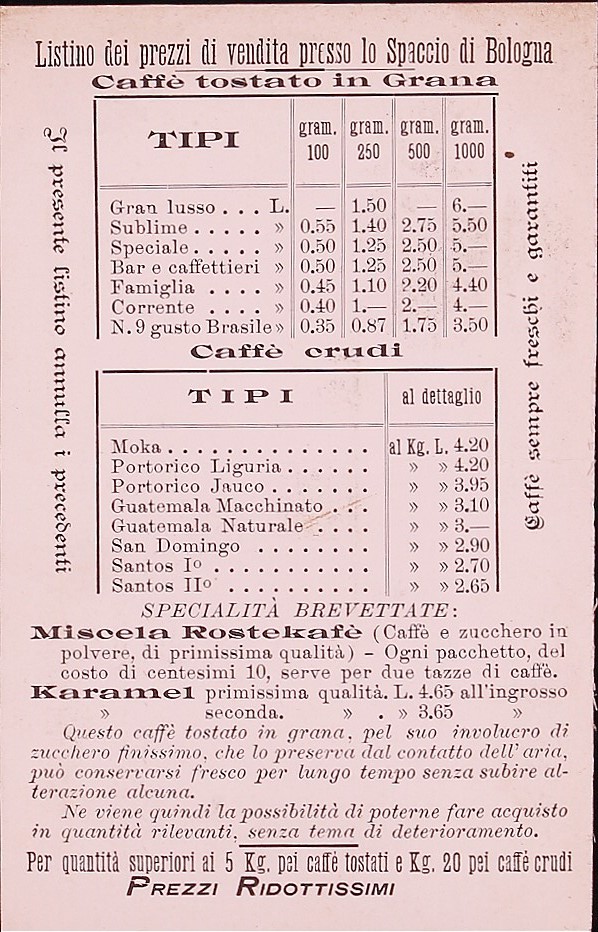 Listino dei prezzi di vendita presso lo Spaccio di Bologna
Caffè tostato in Grana
TIPI gram. 100 gram. 250 gram. 500 gram. 1000
Gran lusso . . . L. — 1.50 — 6.—
Sublime . . . . . » 0.55 1.40 2.75 5.50
Speciale . . . . . » 0.50 1.25 2.50 5.—
Bar e caffettieri » 0.50 1.25 2.50 5.—
Famiglia . . . . » 0.45 1.10 2.20 4.40
Corrente . . . . » 0.40 1.— 2.— 4.—
N. 9 gusto Brasile » 0.35 0.87 1.75 3.50
Caffè crudi
TIPI al dettaglio
Moka . . . . . . . . . . . . . . al Kg. L. 4.20
Portorico Liguria . . . . . . » » 4.20
Portorico Jauco . . . . . . . » » 3.95
Guatemala Macchinato . . . » » 3.10
Guatemala Naturale . . . . » » 3.—
San Domingo . . . . . . . . » » 2.90
Santos Iº . . . . . . . . . . . » » 2.70
Santos IIº . . . . . . . . . . » » 2.65
Il presente listino annulla i precedenti
Caffè sempre freschi e garantiti
SPECIALITÀ BREVETTATE:
Miscela Rostekafè (Caffè e zucchero in
polvere, di primissima qualità) – Ogni pacchetto, del
costo di centesimi 10, serve per due tazze di caffè.
Karamel primissima qualità. L. 4.65 all'ingrosso
» seconda. » . » 3.65 »
Questo caffè tostato in grana, pel suo involucro di
zucchero finissimo, che lo preserva dal contatto dell'aria,
può conservarsi fresco per lungo tempo senza subire al-
terazione alcuna.
Ne viene quindi la possibilità di poterne fare acquisto
in quantità rilevanti, senza tema di deterioramento.
Per quantità superiori ai 5 Kg. pei caffè tostati e Kg. 20 pei caffè crudi
PREZZI RIDOTTISSIMI